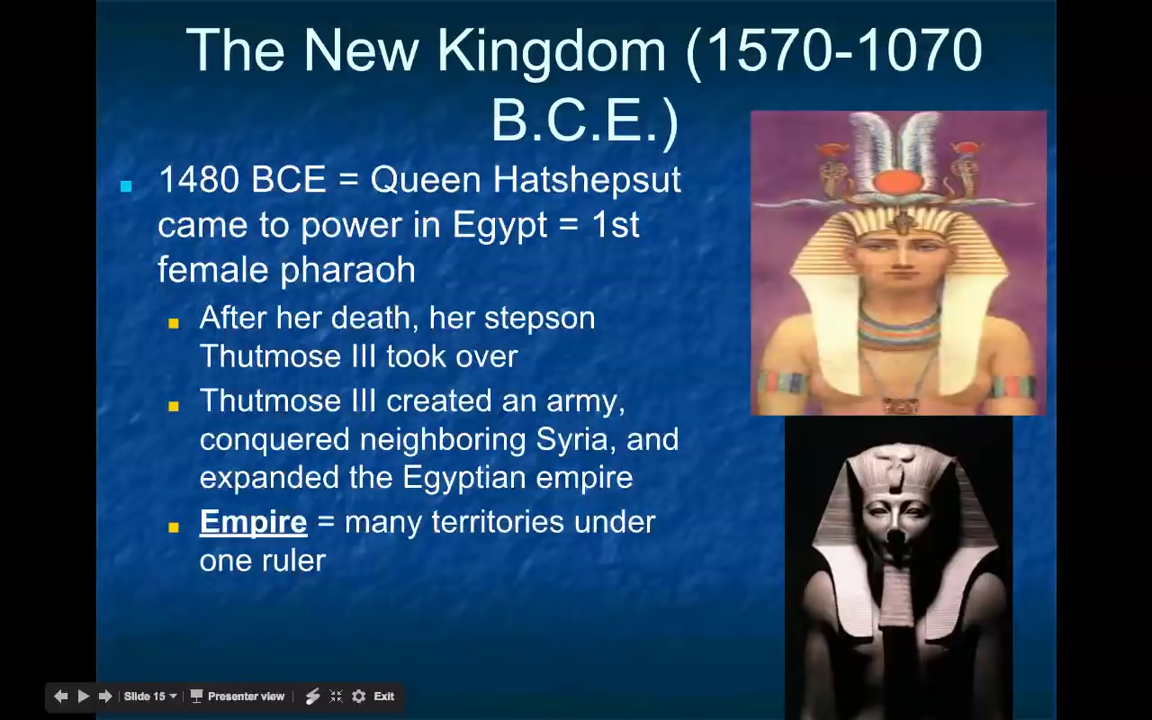 The New Kingdom (1570-1070
B.C.E.)
1480 BCE = Queen Hatshepsut
came to power in Egypt = 1st
female pharaoh
After her death, her stepson
Thutmose III took over
Thutmose III created an army,
conquered neighboring Syria, and
expanded the Egyptian empire
Empire = many territories under
one ruler
Slide 15 Presenter view Exit